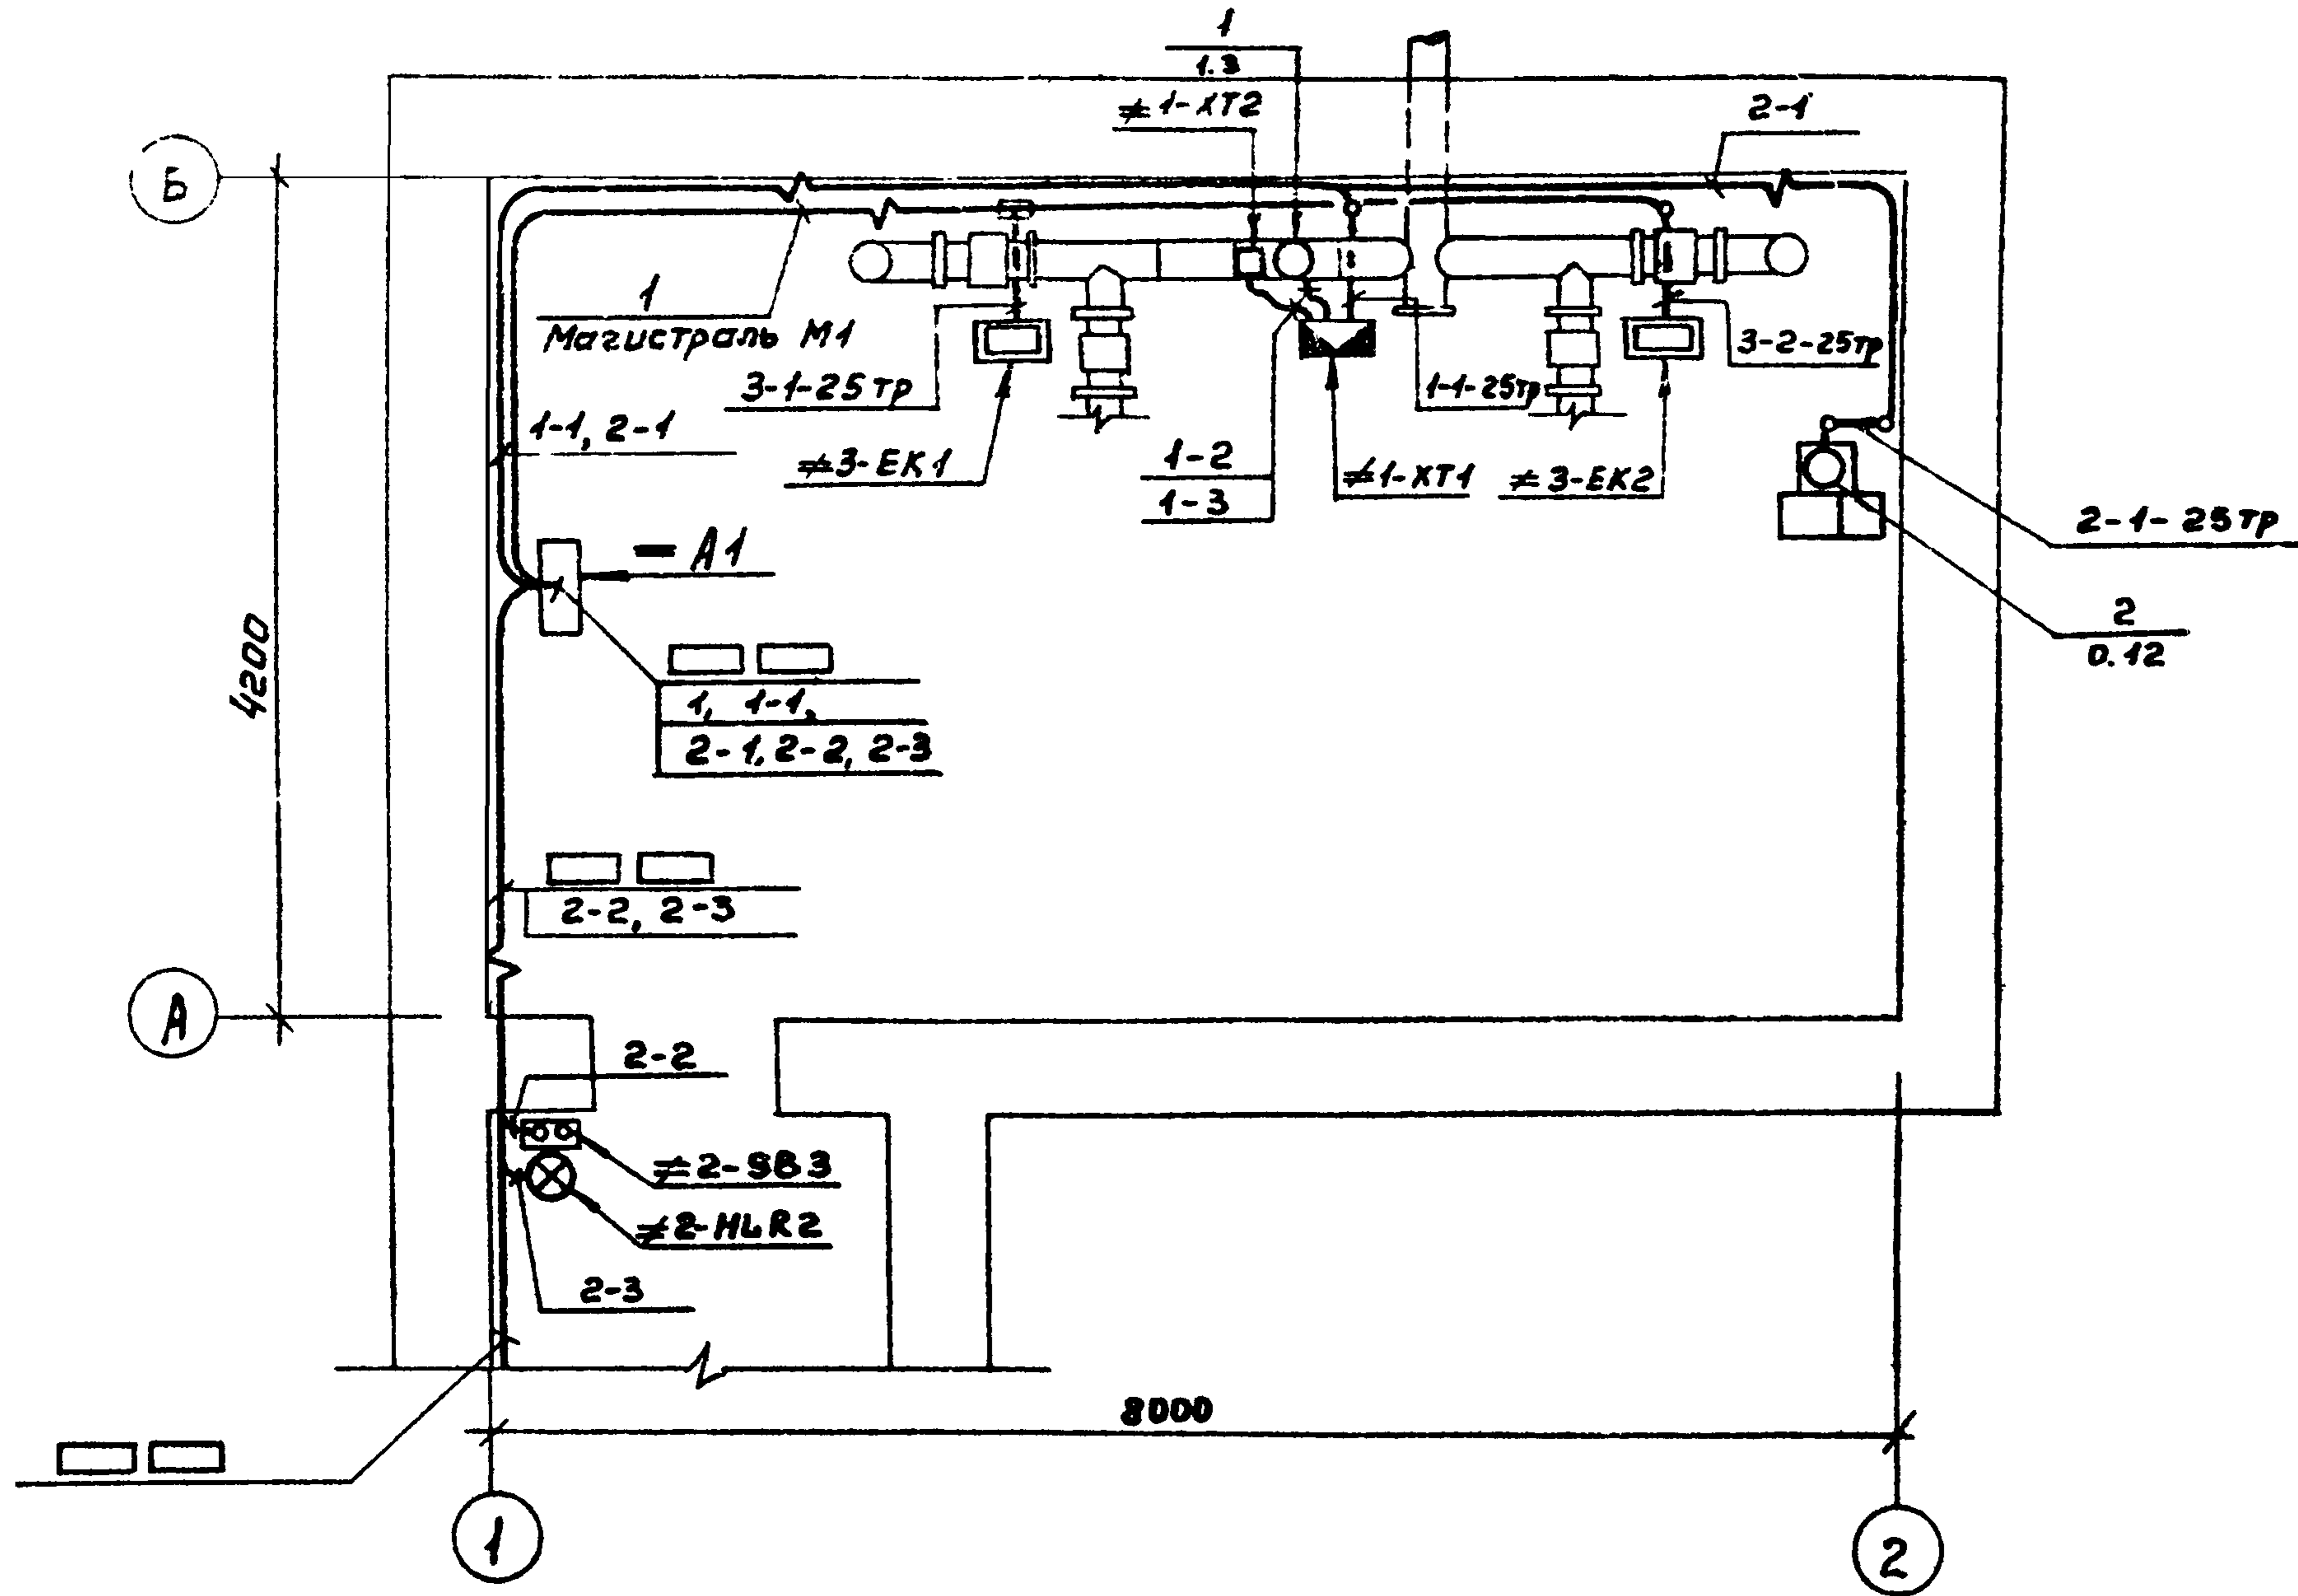 1
1.3
≠1-XT2
2-1
Б
1
Магистраль М1
3-1-25тр
1-1-25тр
3-2-25тр
1-1, 2-1
≠3-EK1
1-2
1-3
≠1-XT1
≠3-EK2
2-1-25тр
-A1
2
0.12
4200
1, 1-1,
2-1, 2-2, 2-3
2-2, 2-3
А
2-2
≠2-SB3
≠2-HLR2
2-3
8000
1
2